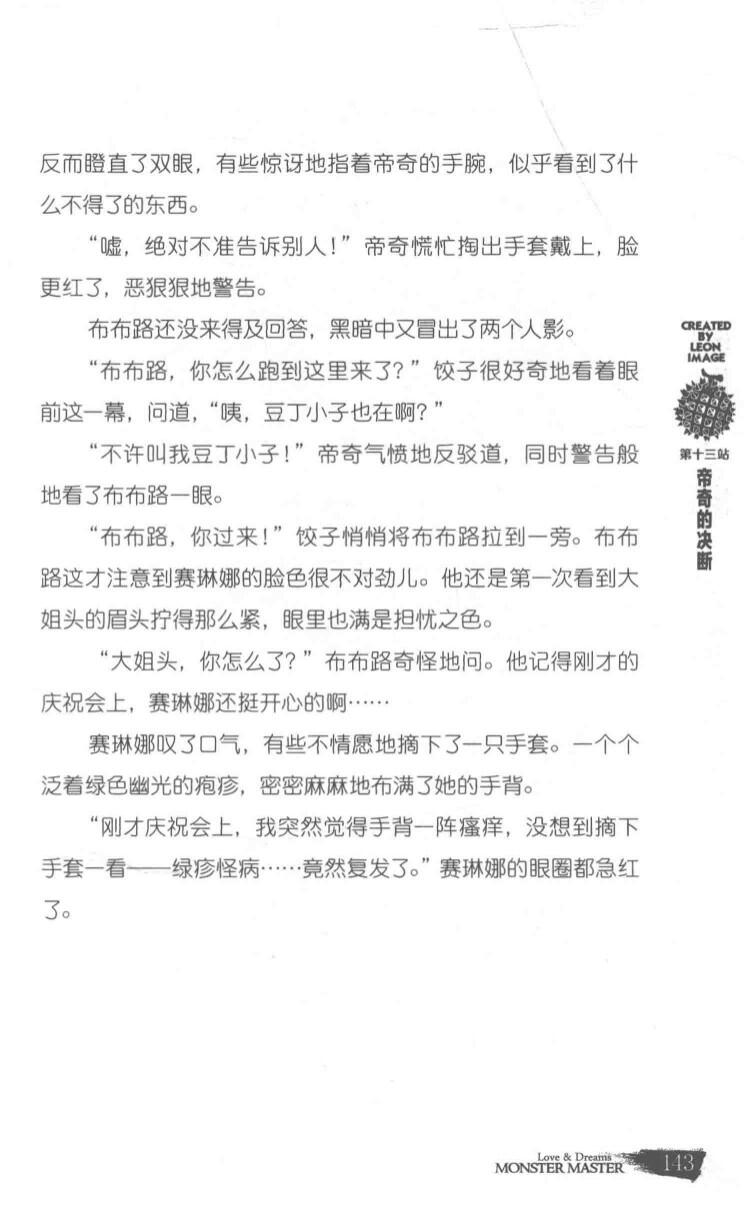 反而瞪直了双眼，有些惊讶地指着帝奇的手腕，似乎看到了什
么不得了的东西。
“嘘，绝对不准告诉别人！”帝奇慌忙掏出手套戴上，脸
更红了，恶狠狠地警告。
布布路还没来得及回答，黑暗中又冒出了两个人影。
“布布路，你怎么跑到这里来了？”饺子很好奇地看着眼
前这一幕，问道，“咦，豆丁小子也在啊？”
“不许叫我豆丁小子！”帝奇气愤地反驳道，同时警告般
地看了布布路一眼。
“布布路，你过来！”饺子悄悄将布布路拉到一旁。布布
路这才注意到赛琳娜的脸色很不对劲儿。他还是第一次看到大
姐头的眉头拧得那么紧，眼里也满是担忧之色。
“大姐头，你怎么了？”布布路奇怪地问。他记得刚才的
庆祝会上，赛琳娜还挺开心的啊……
赛琳娜叹了口气，有些不情愿地摘下了一只手套。一个个
泛着绿色幽光的疱疹，密密麻麻地布满了她的手背。
“刚才庆祝会上，我突然觉得手背一阵瘙痒，没想到摘下
手套一看——绿疹怪病……竟然复发了。”赛琳娜的眼圈都急红
了。
CREATED
BY
LEON
IMAGE
第十三站
帝奇的决断
Love & Dreams
MONSTER MASTER
143